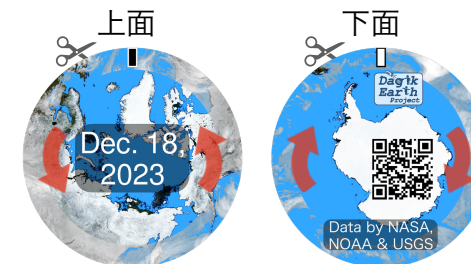 上面
下面
Dec. 18,
2023
Dagik
Earth
Project
Data by NASA,
NOAA & USGS